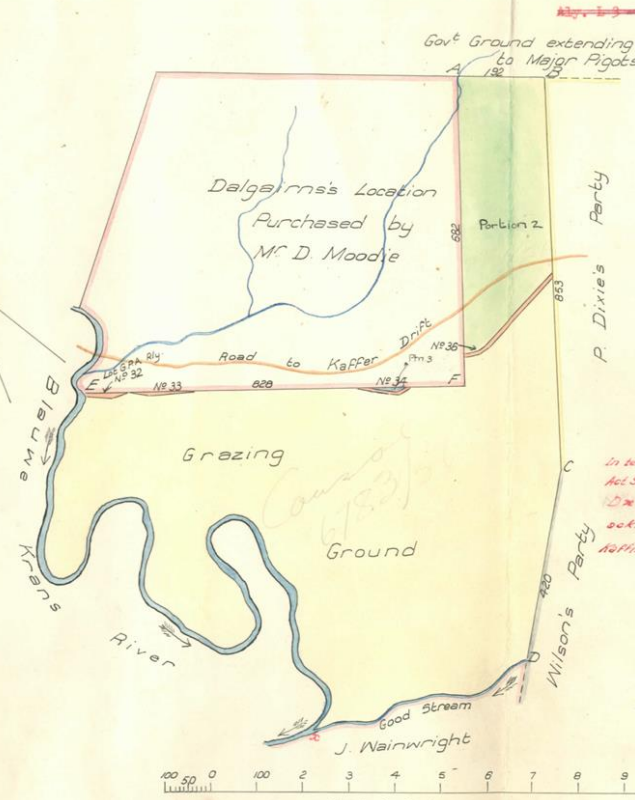 Govt Ground extending
to Major Pigots
A 192 B
Dalgairns's Location
Purchased by
Mr D. Moodie
682
Portion 2
853
P. Dixie's Party
Road to Kaffer Drift
No 36
Ptn 3
Lot G.P.A Rly.
No 32
E
No 33
828
No 34
F
Blauwe
Krans
River
Grazing
Ground
C
420
Wilson's Party
D
Good Stream
J. Wainwright
x
100 50 0 100 2 3 4 5 6 7 8 9